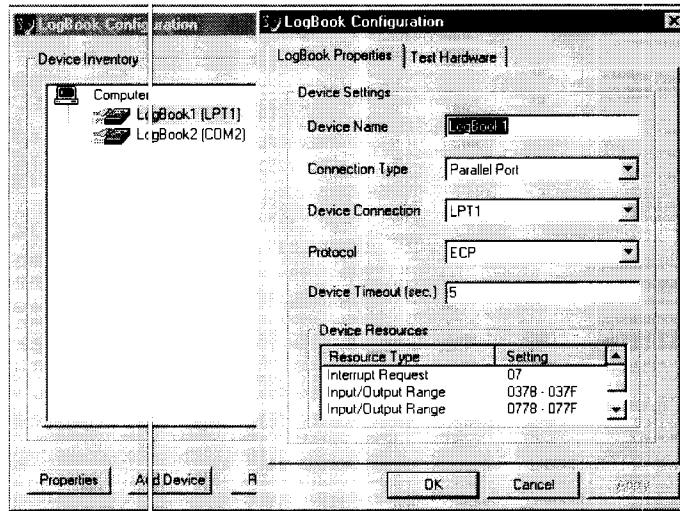 LogBook Configuration
Device Inventory
Computer
LogBook1 (LPT1)
LogBook2 (COM2)
Properties
Add Device
R
LogBook Configuration
LogBook Properties
Test Hardware
Device Settings
Device Name LogBook1
Connection Type Parallel Port
Device Connection LPT1
Protocol ECP
Device Timeout (sec.) 5
Device Resources
Resource Type Setting
Interrupt Request 07
Input/Output Range 0378 - 037F
Input/Output Range 0778 - 077F
OK
Cancel
Apply